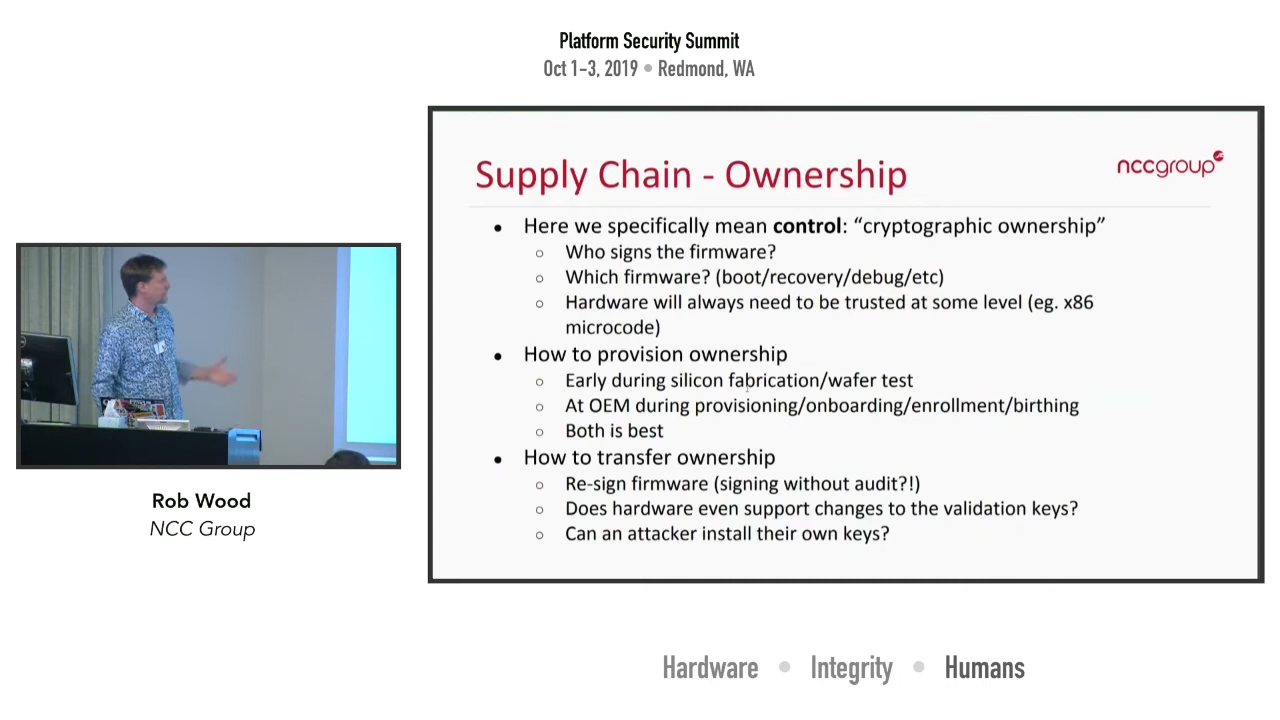 Platform Security Summit
Oct 1-3, 2019 • Redmond, WA
Supply Chain - Ownership
nccgroup
• Here we specifically mean control: “cryptographic ownership”
○ Who signs the firmware?
○ Which firmware? (boot/recovery/debug/etc)
○ Hardware will always need to be trusted at some level (eg. x86
microcode)
• How to provision ownership
○ Early during silicon fabrication/wafer test
○ At OEM during provisioning/onboarding/enrollment/birthing
○ Both is best
• How to transfer ownership
○ Re-sign firmware (signing without audit?!)
○ Does hardware even support changes to the validation keys?
○ Can an attacker install their own keys?
Rob Wood
NCC Group
Hardware • Integrity • Humans